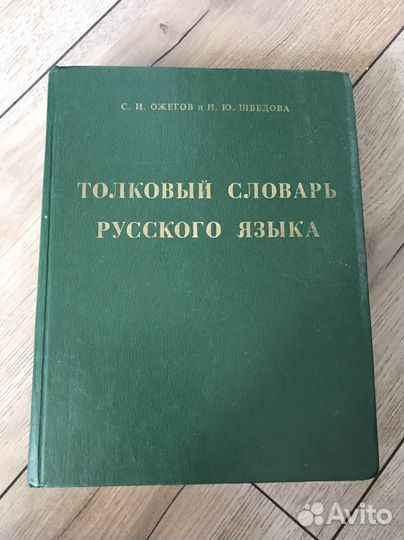 С. И. ОЖЕГОВ и Н. Ю. ШВЕДОВА
ТОЛКОВЫЙ СЛОВАРЬ
РУССКОГО ЯЗЫКА
Avito